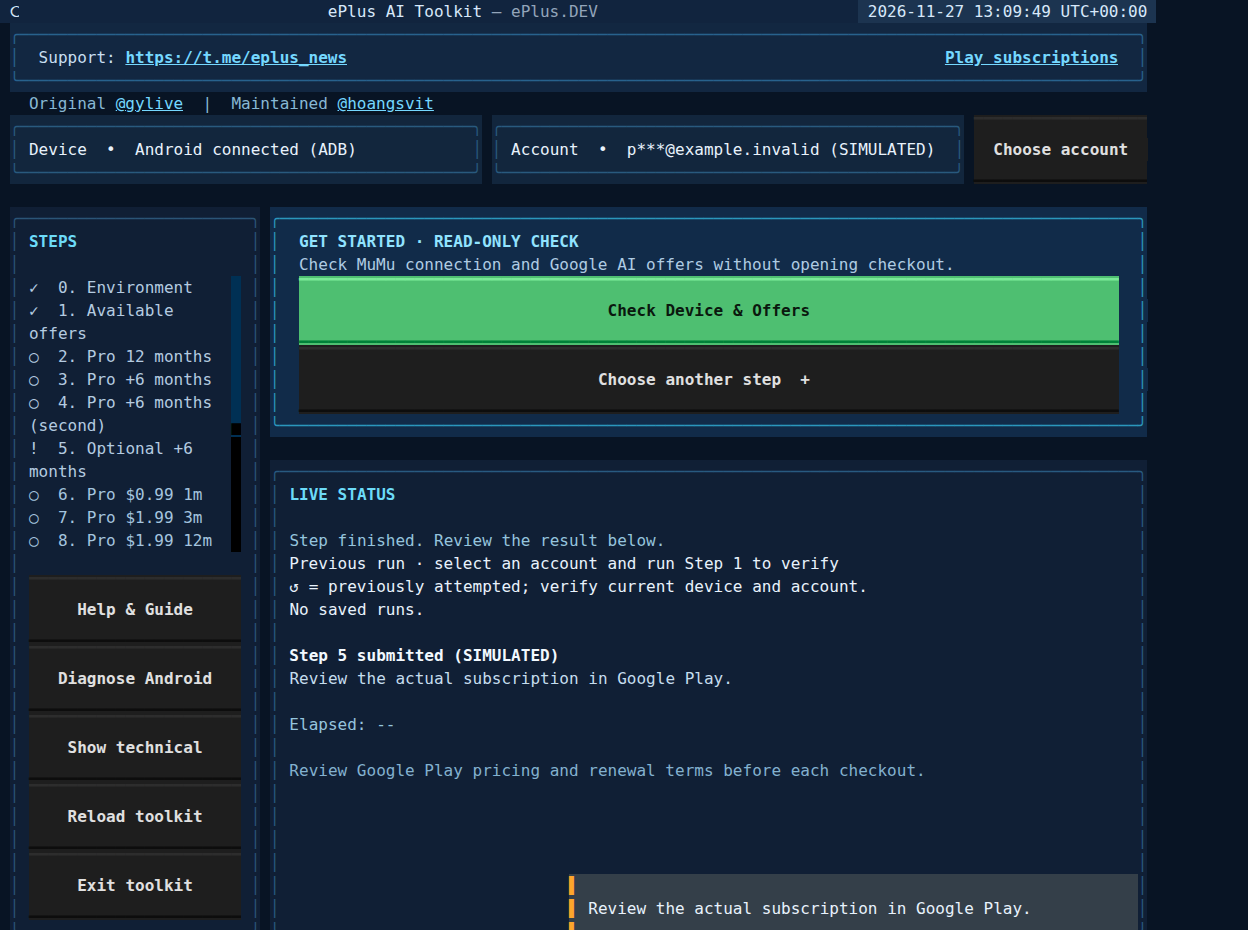 C ePlus AI Toolkit — ePlus.DEV 2026-11-27 13:09:49 UTC+00:00
Support: https://t.me/eplus_news Play subscriptions
Original @gylive | Maintained @hoangsvit
Device • Android connected (ADB)
Account • p***@example.invalid (SIMULATED)
Choose account
STEPS
✓ 0. Environment
✓ 1. Available
offers
○ 2. Pro 12 months
○ 3. Pro +6 months
○ 4. Pro +6 months
(second)
! 5. Optional +6
months
○ 6. Pro $0.99 1m
○ 7. Pro $1.99 3m
○ 8. Pro $1.99 12m
Help & Guide
Diagnose Android
Show technical
Reload toolkit
Exit toolkit
GET STARTED · READ-ONLY CHECK
Check MuMu connection and Google AI offers without opening checkout.
Check Device & Offers
Choose another step +
LIVE STATUS
Step finished. Review the result below.
Previous run · select an account and run Step 1 to verify
↺ = previously attempted; verify current device and account.
No saved runs.
Step 5 submitted (SIMULATED)
Review the actual subscription in Google Play.
Elapsed: --
Review Google Play pricing and renewal terms before each checkout.
Review the actual subscription in Google Play.